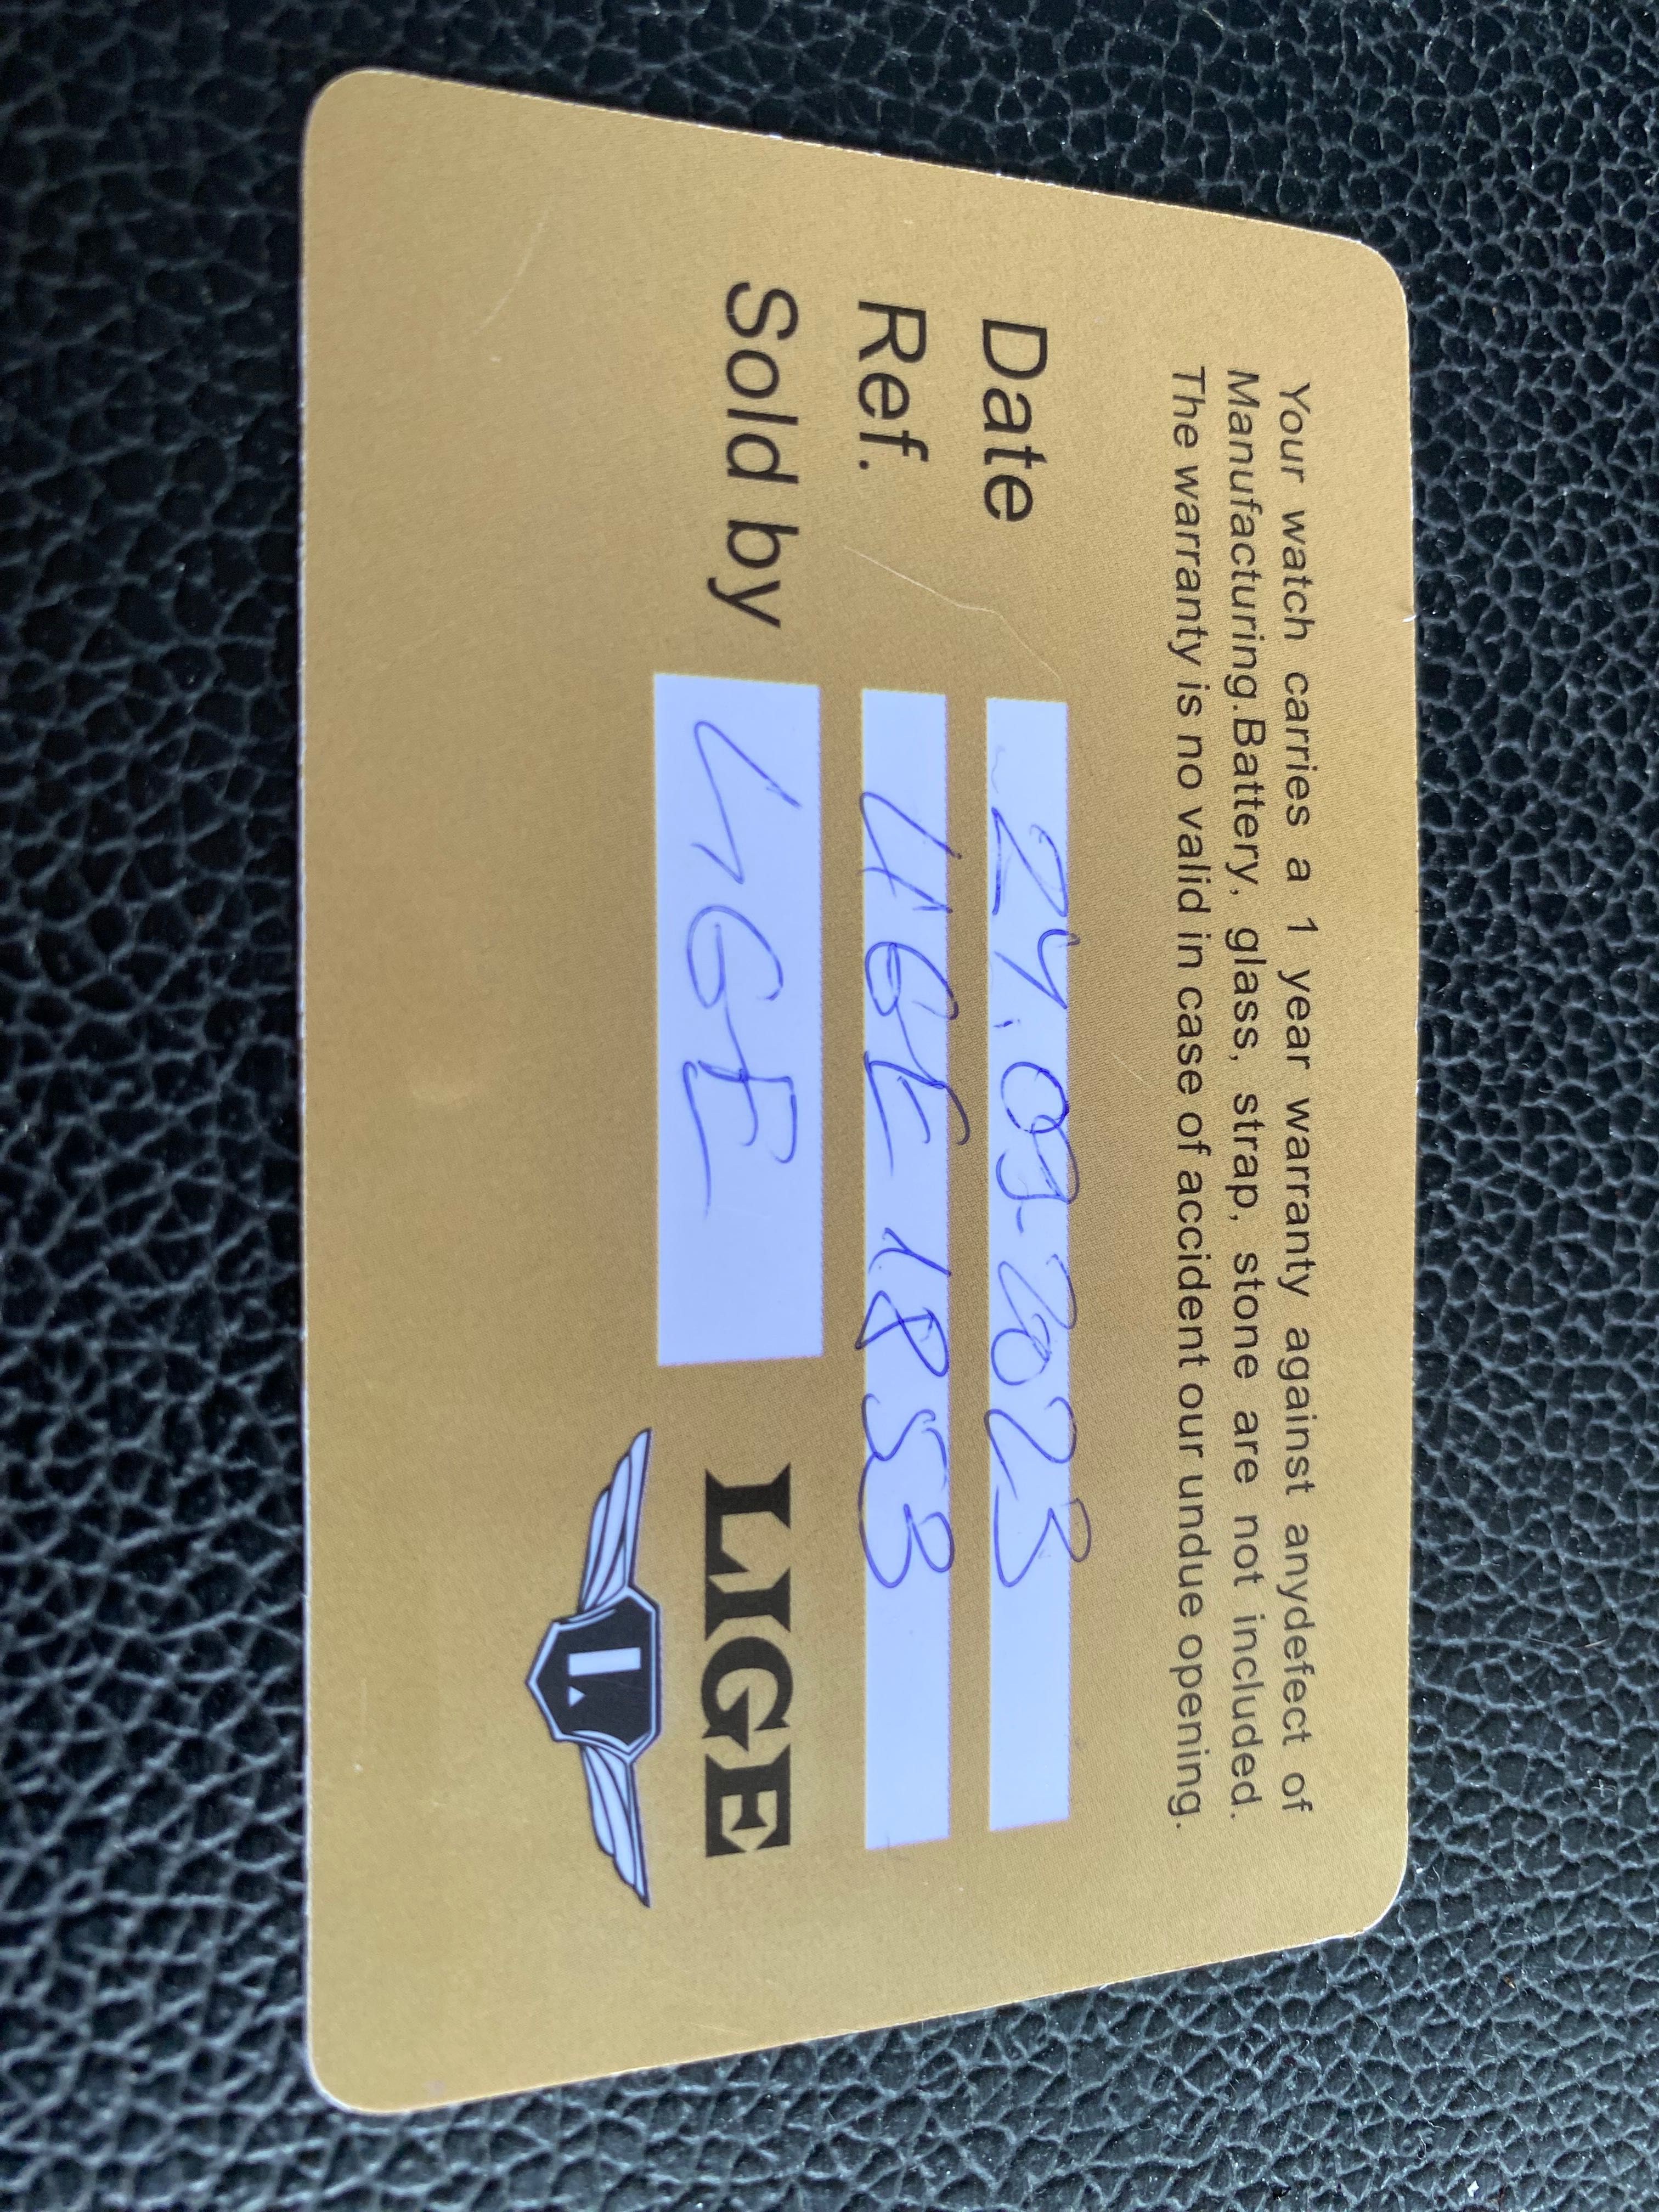 Your watch carries a 1 year warranty against anydefect of
Manufacturing.Battery, glass, strap, stone are not included.
The warranty is no valid in case of accident our undue opening.
Date 24.09-2023
Ref. LIGE 1853
Sold by LIGE
LIGE
L